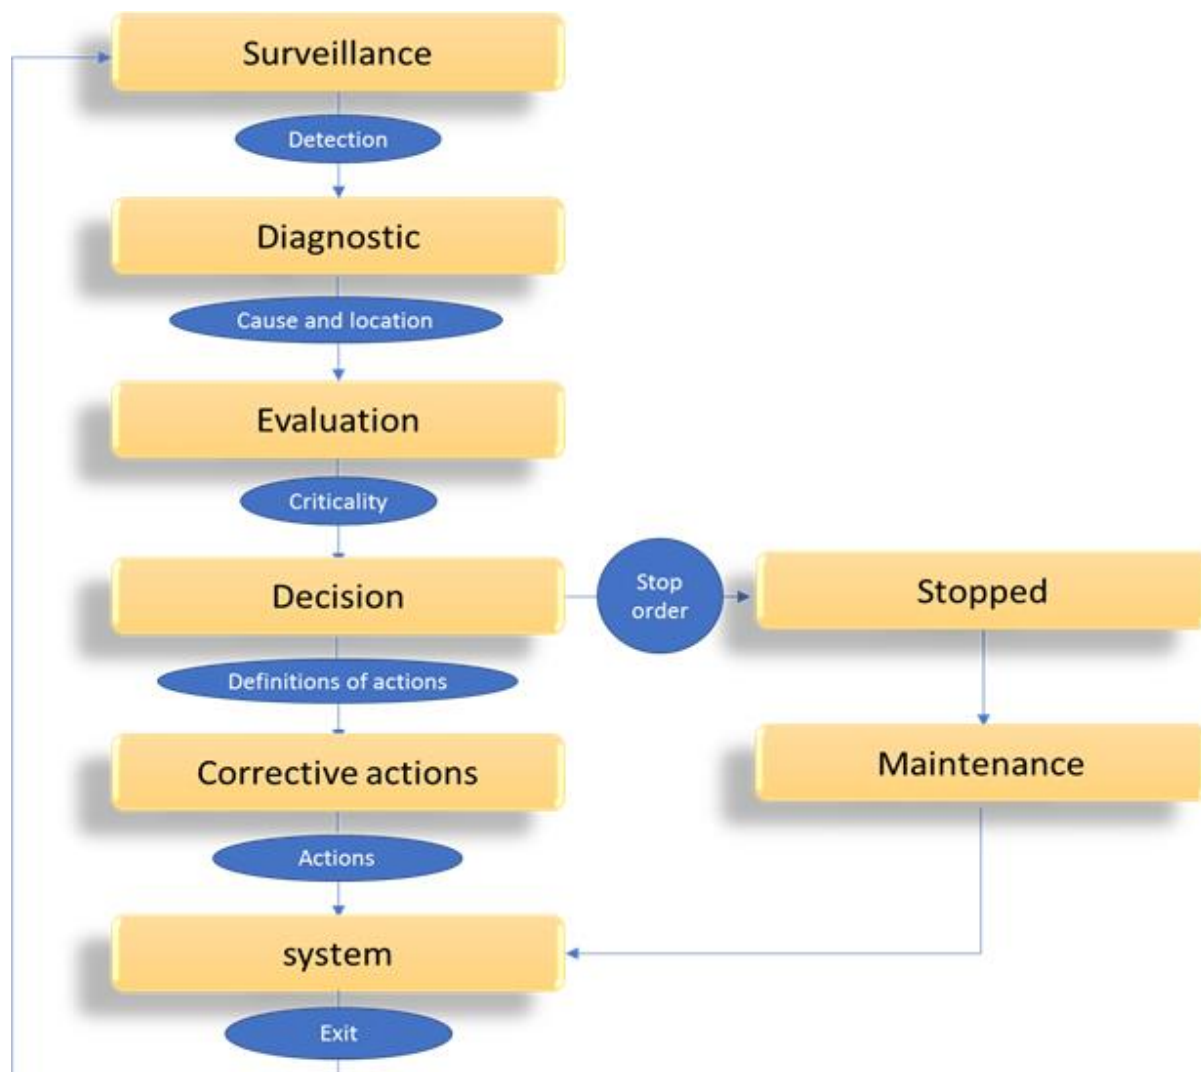 Surveillance
Detection
Diagnostic
Cause and location
Evaluation
Criticality
Decision
Stop
order
Stopped
Definitions of actions
Corrective actions
Maintenance
Actions
system
Exit